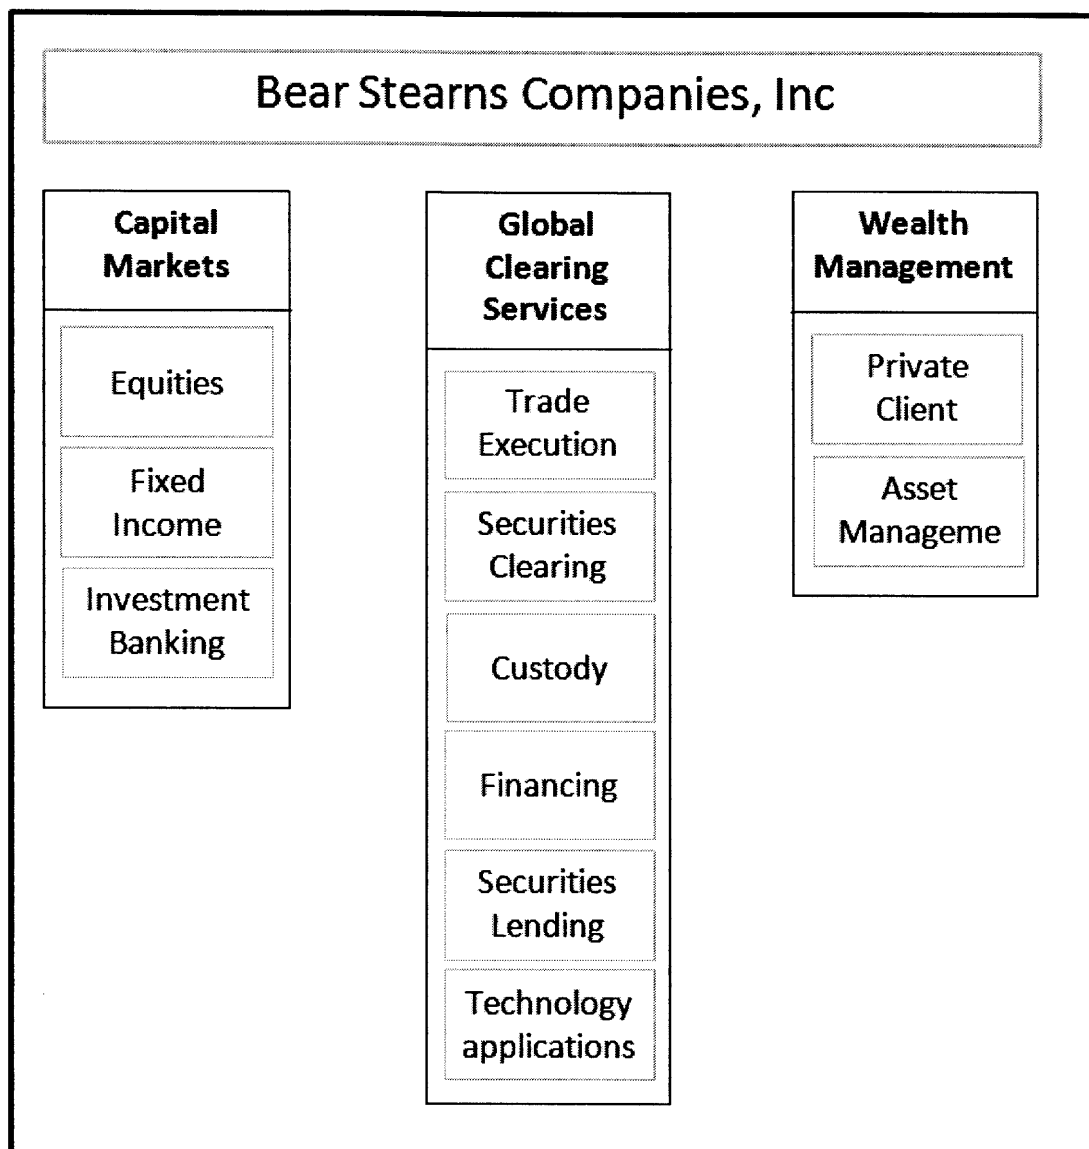 Bear Stearns Companies, Inc
Capital
Markets
Equities
Fixed
Income
Investment
Banking
Global
Clearing
Services
Trade
Execution
Securities
Clearing
Custody
Financing
Securities
Lending
Technology
applications
Wealth
Management
Private
Client
Asset
Manageme